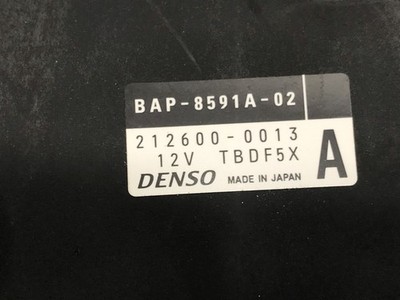 BAP-8591A-02
212600-0013
12V TBDF5X
DENSO MADE IN JAPAN
A